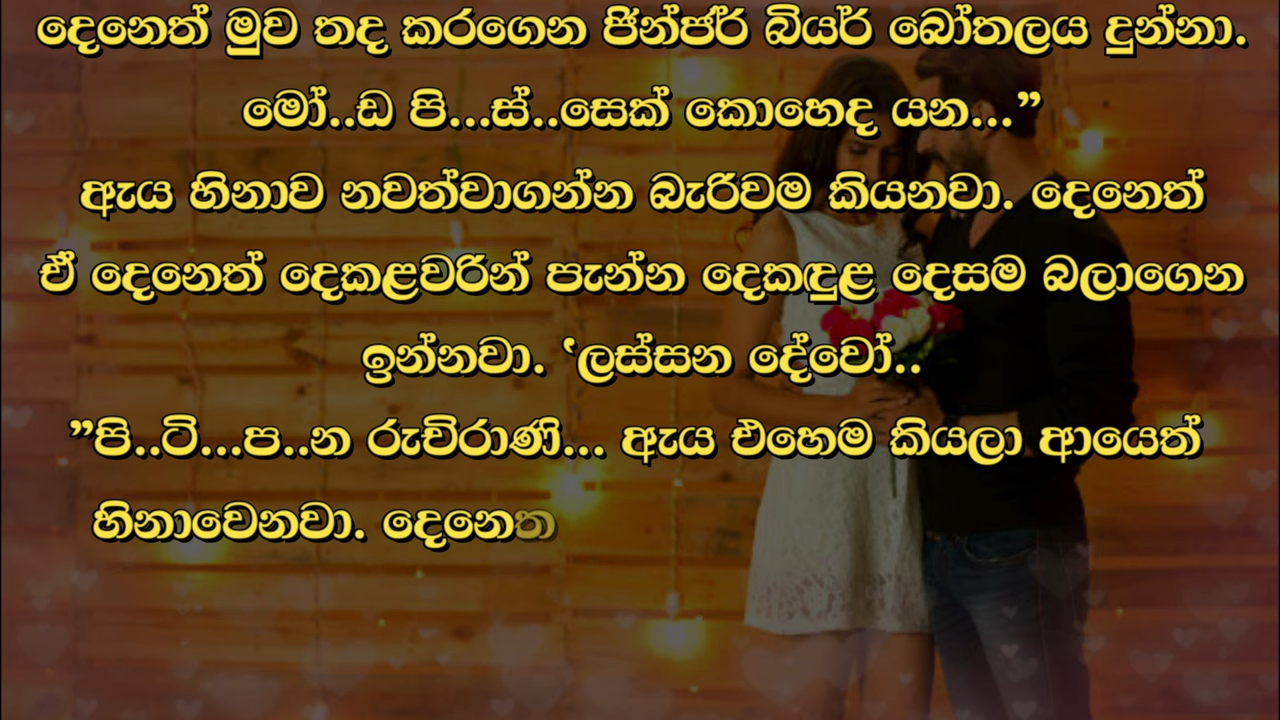 දෙනෙත් මුව තද කරගෙන ජින්ජර් බියර් බෝතලය දුන්නා.
මෝ..ඩ පි...ස්..සෙක් කොහෙද යන...”
ඇය හිනාව නවත්වාගන්න බැරිවම කියනවා. දෙනෙත්
ඒ දෙනෙත් දෙකළවරින් පැන්න දෙකඳුළ දෙසම බලාගෙන
ඉන්නවා. ‘ලස්සන දේවෝ..
”පි..ටි...ප..න රුචිරාණි... ඇය එහෙම කියලා ආයෙත්
හිනාවෙනවා. දෙනෙත